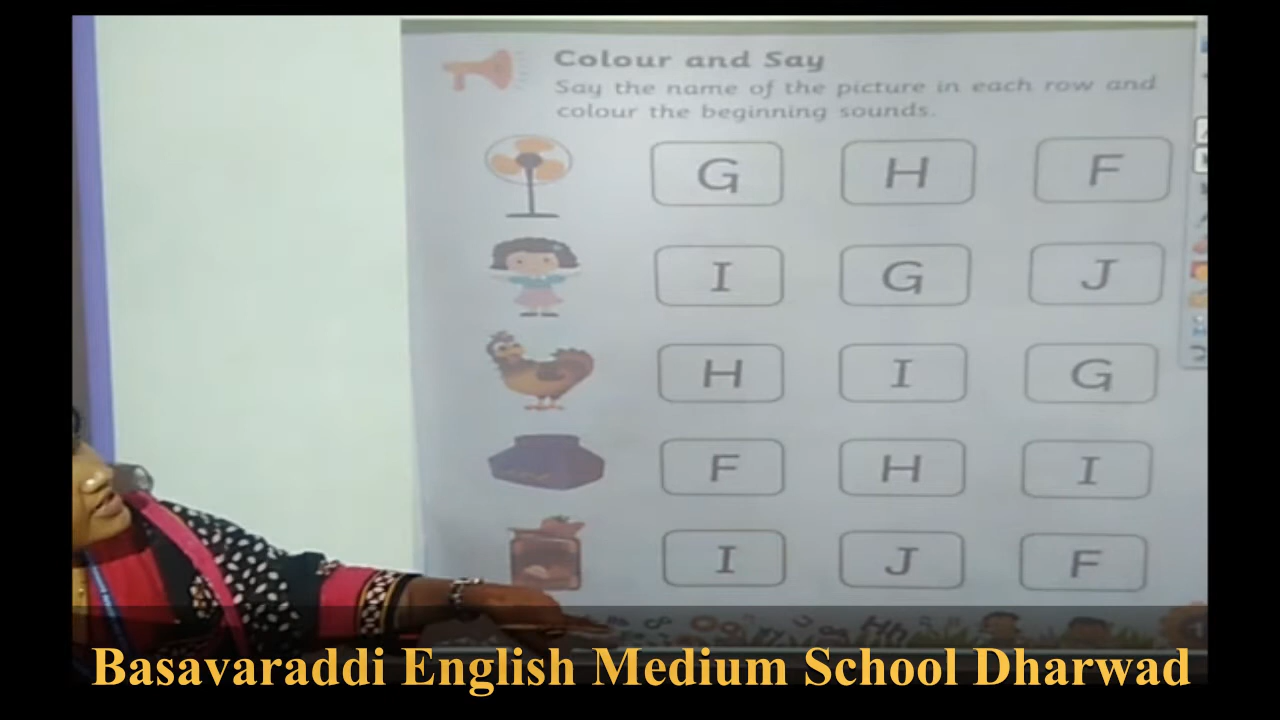 Colour and Say
Say the name of the picture in each row and
colour the beginning sounds.
G H F
I G J
H I G
F H I
I J F
Basavaraddi English Medium School Dharwad